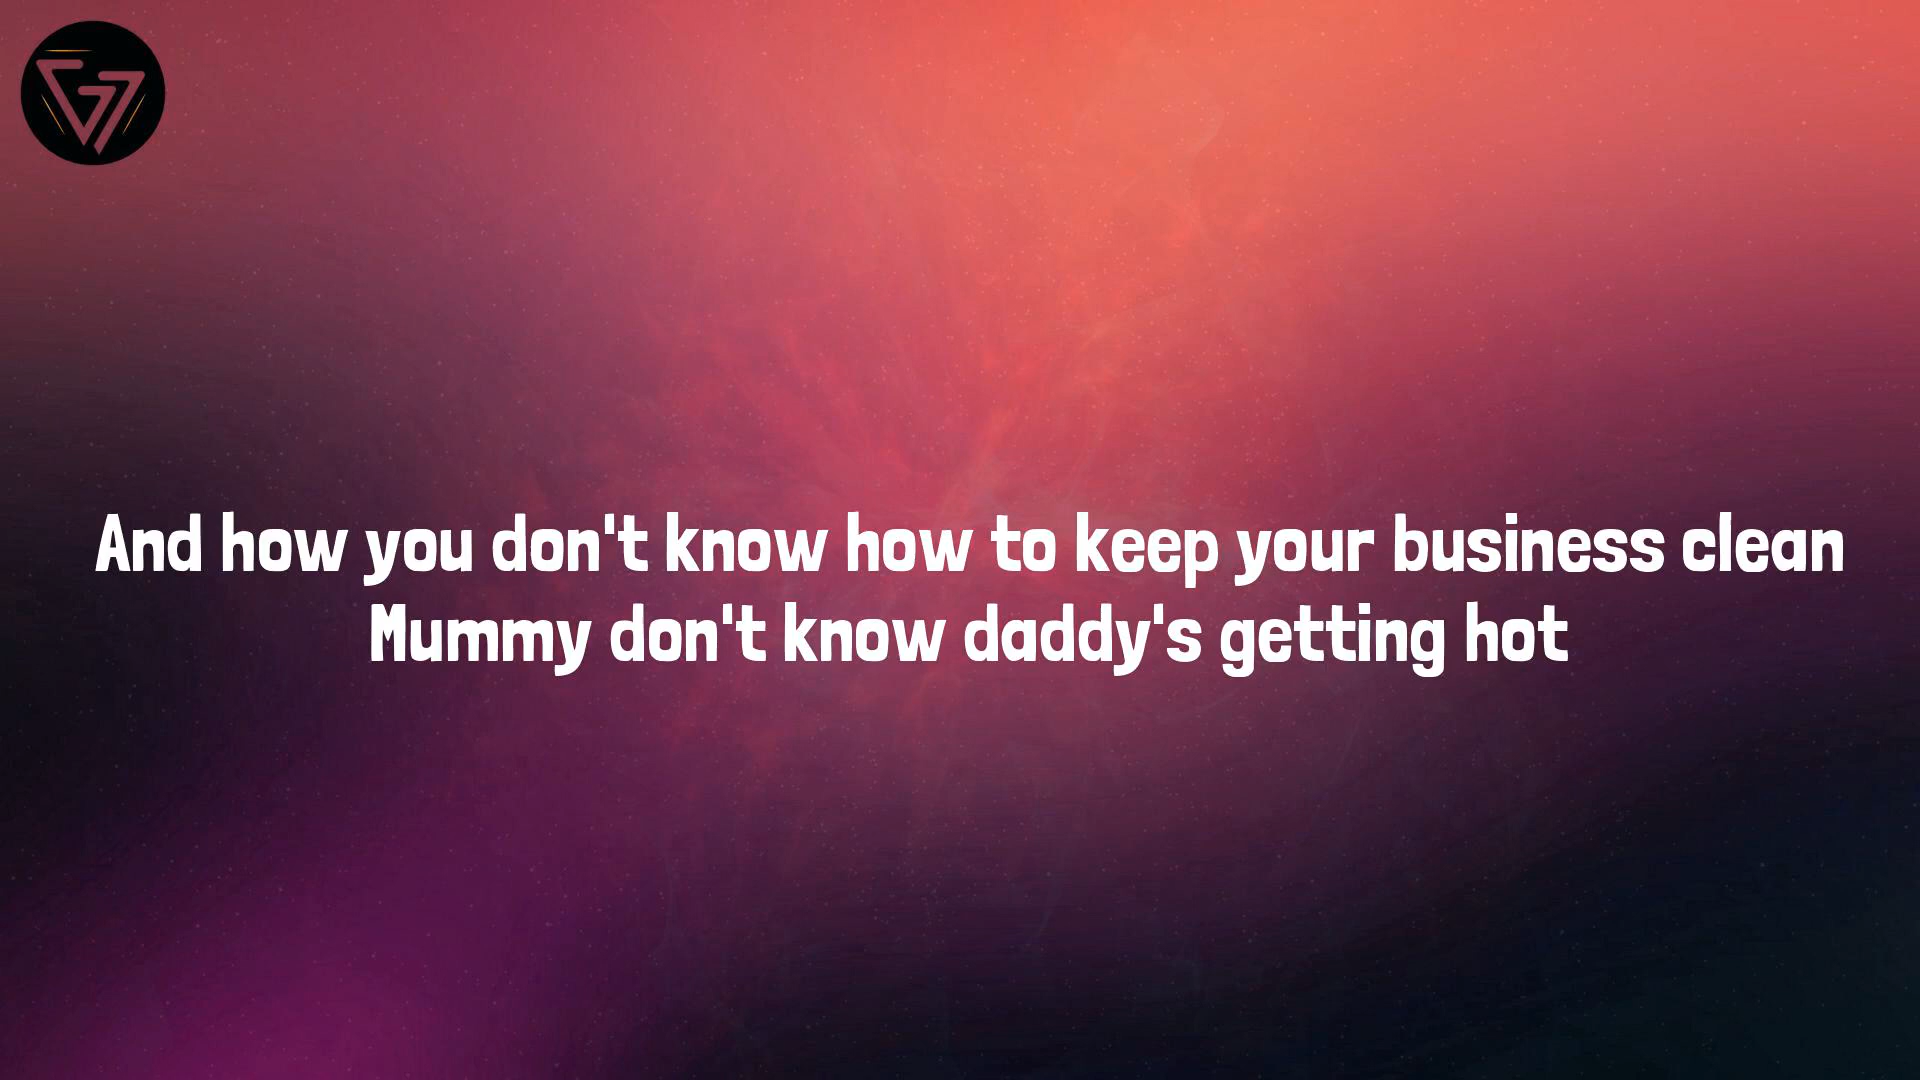 And how you don't know how to keep your business clean
Mummy don't know daddy's getting hot